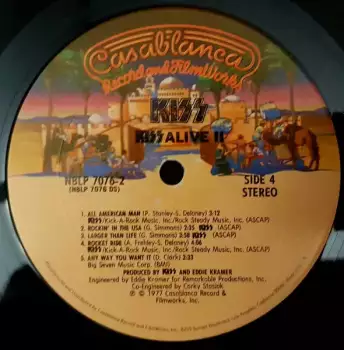 Casablanca
Record and FilmWorks
KISS
KISS ALIVE II
NBLP 7076-2
(NBLP 7076 DS)
SIDE 4
STEREO
1. ALL AMERICAN MAN (P. Stanley-S. Delaney) 3:12
KISS/Kick-A-Rock Music, Inc./Rock Steady Music, Inc. (ASCAP)
2. ROCKIN' IN THE USA (G. Simmons) 2:35 KISS (ASCAP)
3. LARGER THAN LIFE (G. Simmons) 3:58 KISS (ASCAP)
4. ROCKET RIDE (A. Frehley-S. Delaney) 4:06
KISS/Kick-A-Rock Music, Inc./Rock Steady Music, Inc. (ASCAP)
5. ANY WAY YOU WANT IT (D. Clark) 2:33
Big Seven Music Corp. (BMI)
PRODUCED BY KISS AND EDDIE KRAMER
Engineered by Eddie Kramer for Remarkable Productions, Inc.
Co-Engineered by Corky Stasiak
℗ © 1977 Casablanca Record &
Filmworks, Inc.